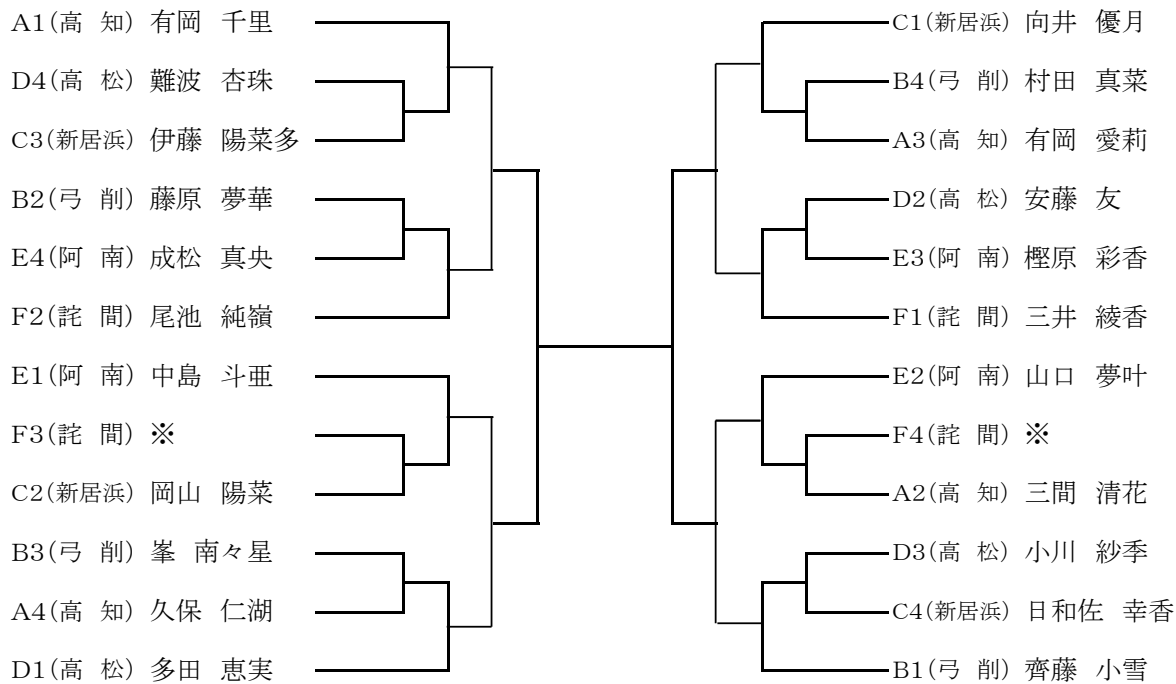 A1(高 知) 有岡 千里
D4(高 松) 難波 杏珠
C3(新居浜) 伊藤 陽菜多
B2(弓 削) 藤原 夢華
E4(阿 南) 成松 真央
F2(詫 間) 尾池 純嶺
E1(阿 南) 中島 斗亜
F3(詫 間) ※
C2(新居浜) 岡山 陽菜
B3(弓 削) 峯 南々星
A4(高 知) 久保 仁湖
D1(高 松) 多田 恵実
C1(新居浜) 向井 優月
B4(弓 削) 村田 真菜
A3(高 知) 有岡 愛莉
D2(高 松) 安藤 友
E3(阿 南) 樫原 彩香
F1(詫 間) 三井 綾香
E2(阿 南) 山口 夢叶
F4(詫 間) ※
A2(高 知) 三間 清花
D3(高 松) 小川 紗季
C4(新居浜) 日和佐 幸香
B1(弓 削) 齊藤 小雪